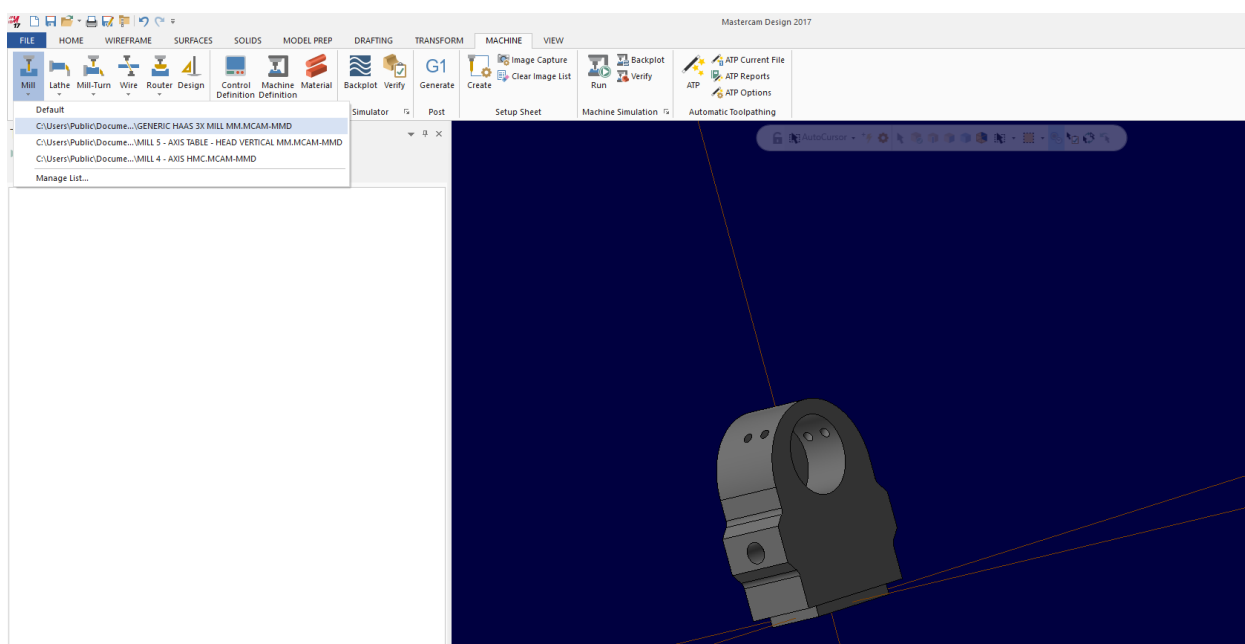 17
Mastercam Design 2017
FILE HOME WIREFRAME SURFACES SOLIDS MODEL PREP DRAFTING TRANSFORM MACHINE VIEW
Mill Lathe Mill-Turn Wire Router Design Control Definition Machine Definition Material Backplot Verify G1 Generate Create Image Capture Clear Image List Run Backplot Verify ATP ATP Current File ATP Reports ATP Options
Simulator Post Setup Sheet Machine Simulation Automatic Toolpathing
Default
C:\Users\Public\Docume...\GENERIC HAAS 3X MILL MM.MCAM-MMD
C:\Users\Public\Docume...\MILL 5 - AXIS TABLE - HEAD VERTICAL MM.MCAM-MMD
C:\Users\Public\Docume...\MILL 4 - AXIS HMC.MCAM-MMD
Manage List...
AutoCursor